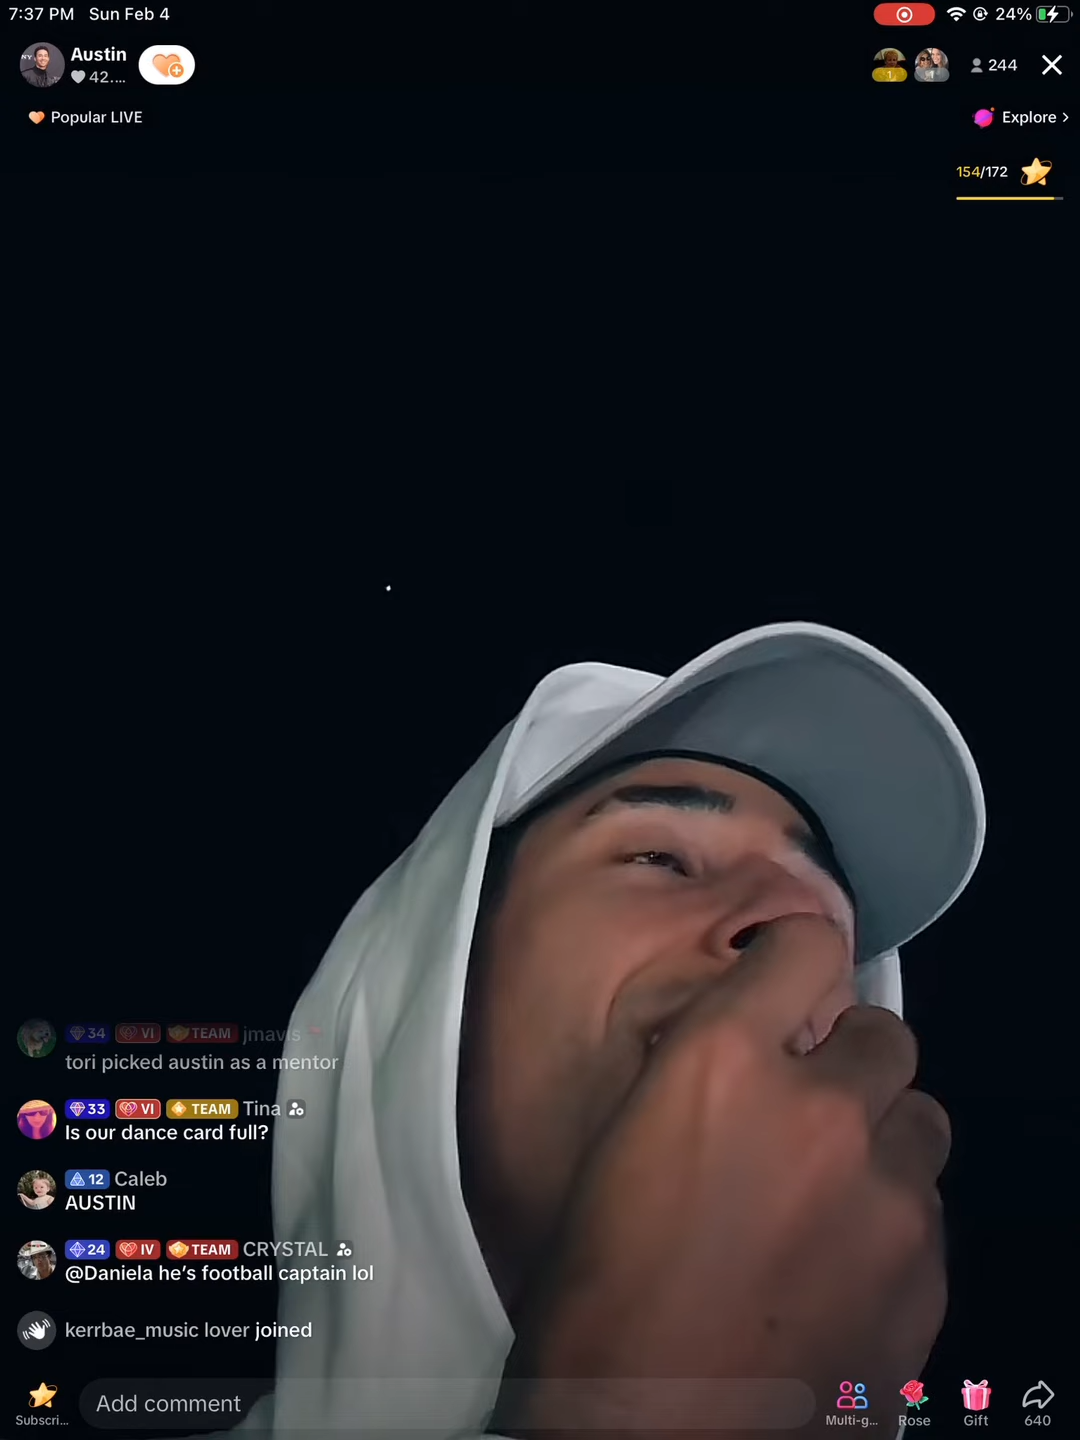 7:37 PM Sun Feb 4
24%
Austin
42....
244
Popular LIVE
Explore >
154/172
34 VI TEAM jmavis
tori picked austin as a mentor
33 VI TEAM Tina
Is our dance card full?
12 Caleb
AUSTIN
24 IV TEAM CRYSTAL
@Daniela he's football captain lol
kerrbae_music lover joined
Add comment
Subscri... Multi-g... Rose Gift 640